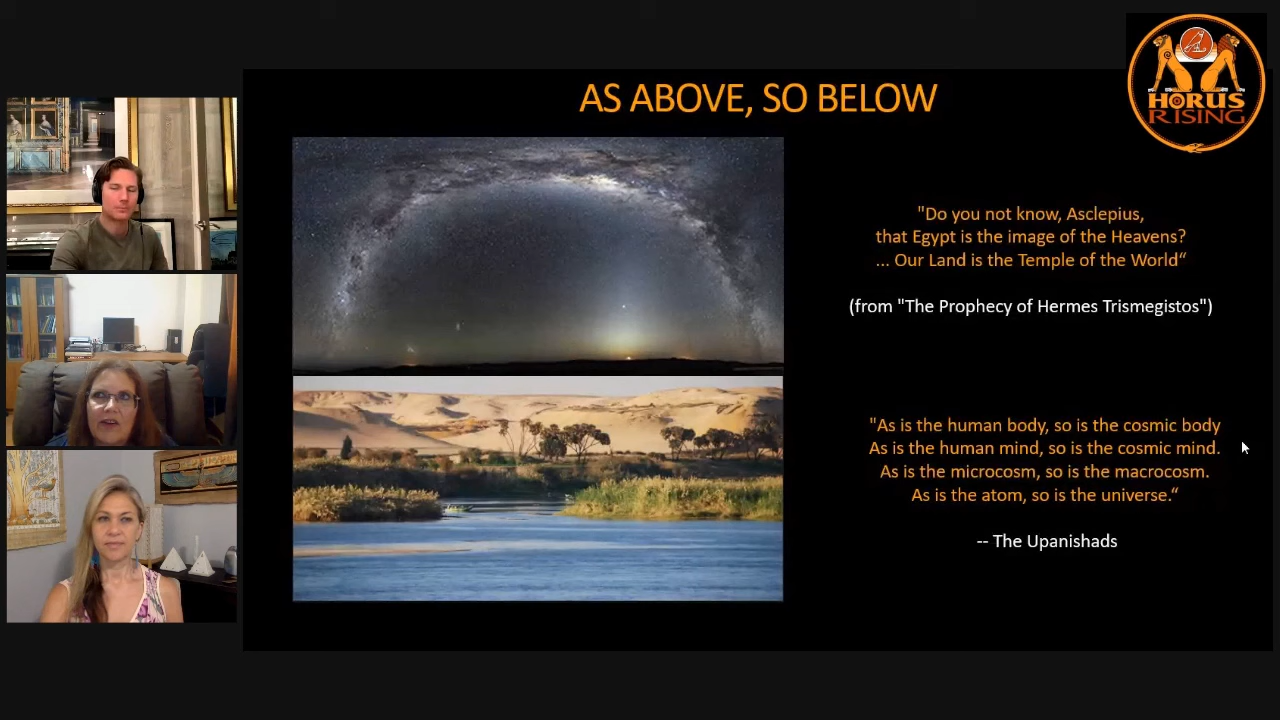 AS ABOVE, SO BELOW
HORUS
RISING
"Do you not know, Asclepius,
that Egypt is the image of the Heavens?
... Our Land is the Temple of the World“
(from "The Prophecy of Hermes Trismegistos")
"As is the human body, so is the cosmic body
As is the human mind, so is the cosmic mind.
As is the microcosm, so is the macrocosm.
As is the atom, so is the universe.“
-- The Upanishads